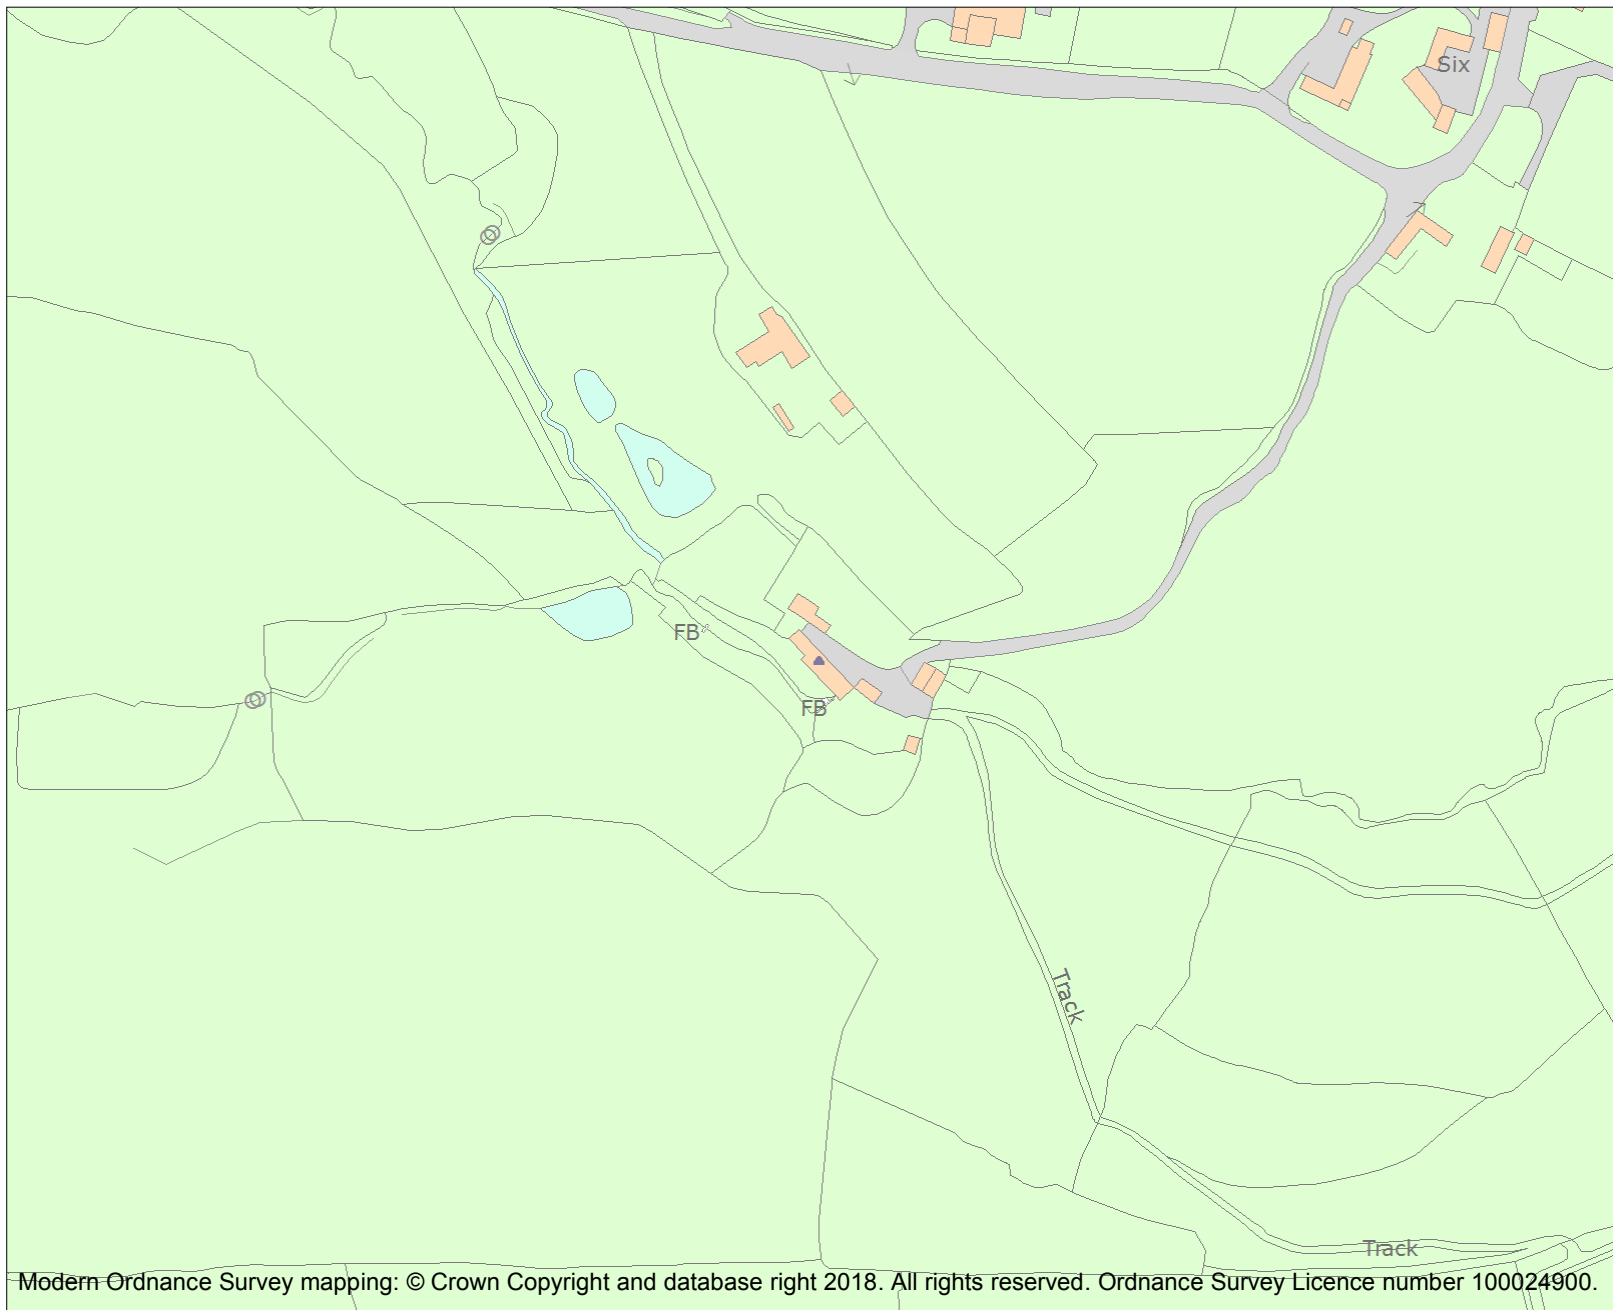 Six
FB
FB
Track
Track
Modern Ordnance Survey mapping: © Crown Copyright and database right 2018. All rights reserved. Ordnance Survey Licence number 100024900.